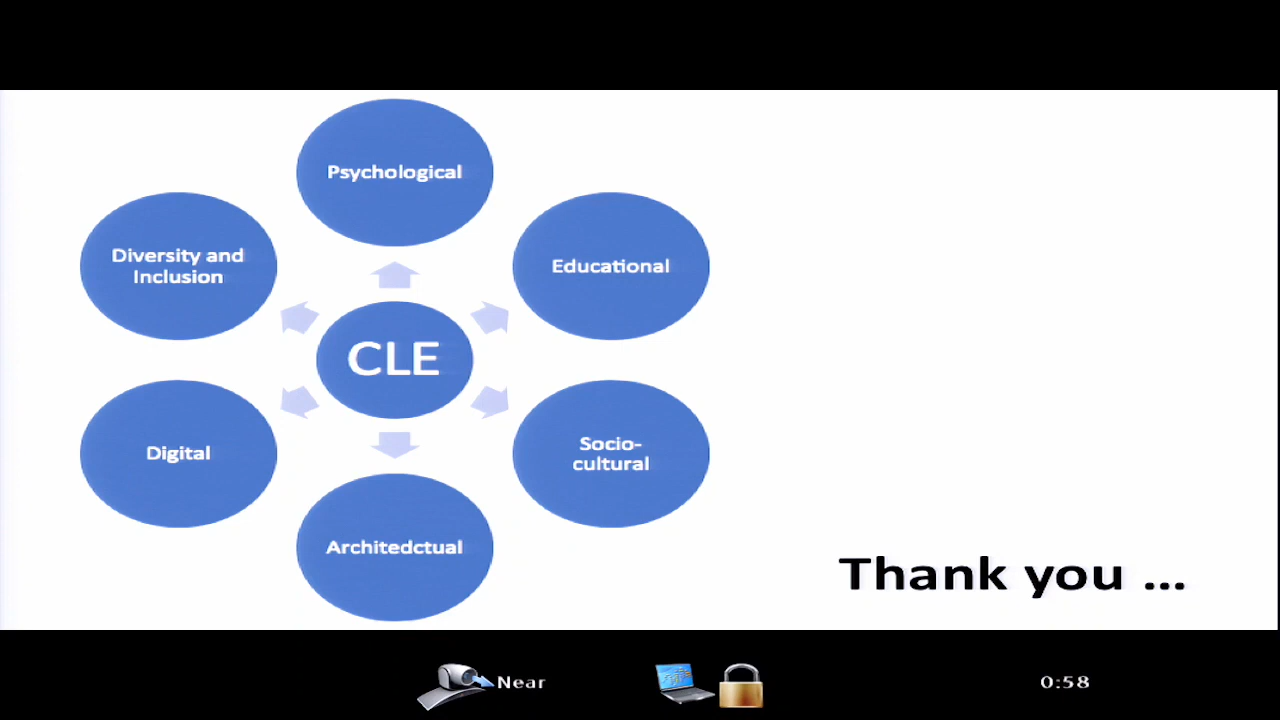 Psychological
Diversity and
Inclusion
Educational
CLE
Digital
Socio-
cultural
Architedctual
Thank you ...
Near
0:58